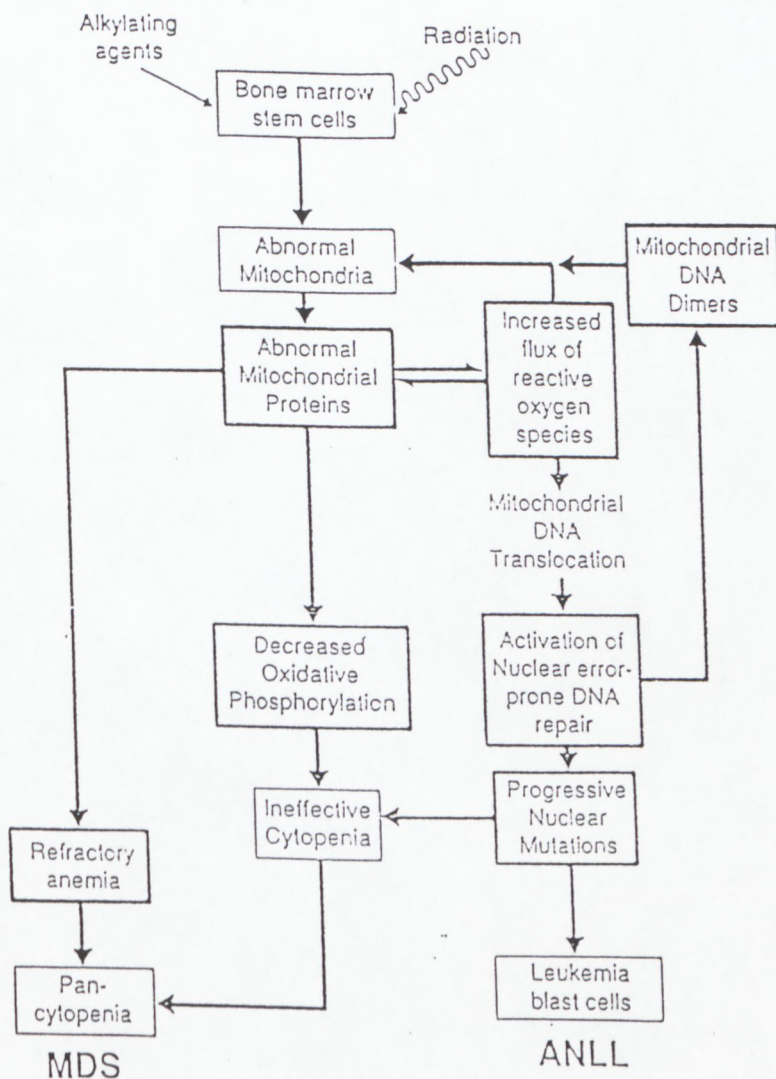 Alkylating
agents
Radiation
Bone marrow
stem cells
Abnormal
Mitochondria
Mitochondrial
DNA
Dimers
Abnormal
Mitochondrial
Proteins
Increased
flux of
reactive
oxygen
species
Mitochondrial
DNA
Translocation
Decreased
Oxidative
Phosphorylation
Activation of
Nuclear error-
prone DNA
repair
Ineffective
Cytopenia
Progressive
Nuclear
Mutations
Refractory
anemia
Pan-
cytopenia
Leukemia
blast cells
MDS
ANLL